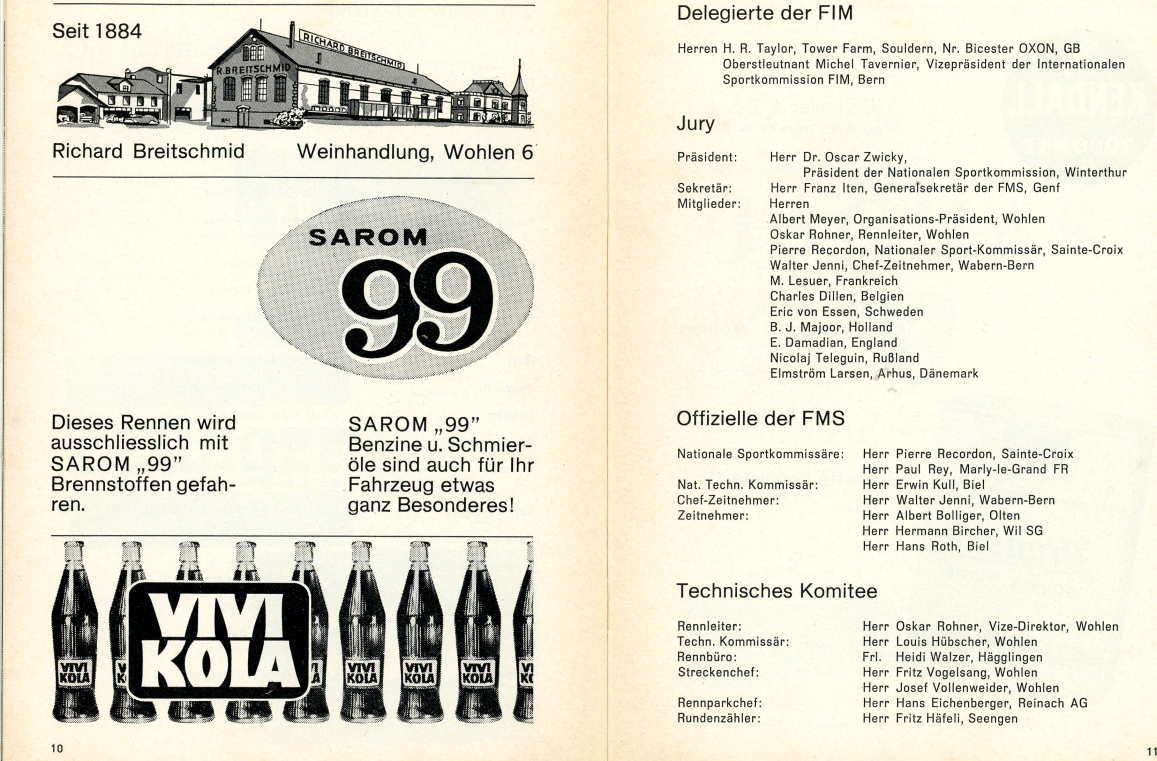 Seit 1884
RICHARD BREITSCHMID
R. BREITSCHMID
Richard Breitschmid Weinhandlung, Wohlen 6
SAROM
99
Dieses Rennen wird
ausschliesslich mit
SAROM „99”
Brennstoffen gefah-
ren.
SAROM „99”
Benzine u. Schmier-
öle sind auch für Ihr
Fahrzeug etwas
ganz Besonderes!
VIVI
KOLA
VIVI KOLA
VIVI KOLA
VIVI KOLA
VIVI KOLA
VIVI KOLA
10
Delegierte der FIM
Herren H. R. Taylor, Tower Farm, Souldern, Nr. Bicester OXON, GB
Oberstleutnant Michel Tavernier, Vizepräsident der Internationalen
Sportkommission FIM, Bern
Jury
Präsident: Herr Dr. Oscar Zwicky,
Präsident der Nationalen Sportkommission, Winterthur
Sekretär: Herr Franz Iten, Generalsekretär der FMS, Genf
Mitglieder: Herren
Albert Meyer, Organisations-Präsident, Wohlen
Oskar Rohner, Rennleiter, Wohlen
Pierre Recordon, Nationaler Sport-Kommissär, Sainte-Croix
Walter Jenni, Chef-Zeitnehmer, Wabern-Bern
M. Lesuer, Frankreich
Charles Dillen, Belgien
Eric von Essen, Schweden
B. J. Majoor, Holland
E. Damadian, England
Nicolaj Teleguin, Rußland
Elmström Larsen, Arhus, Dänemark
Offizielle der FMS
Nationale Sportkommissäre: Herr Pierre Recordon, Sainte-Croix
Herr Paul Rey, Marly-le-Grand FR
Nat. Techn. Kommissär: Herr Erwin Kull, Biel
Chef-Zeitnehmer: Herr Walter Jenni, Wabern-Bern
Zeitnehmer: Herr Albert Bolliger, Olten
Herr Hermann Bircher, Wil SG
Herr Hans Roth, Biel
Technisches Komitee
Rennleiter: Herr Oskar Rohner, Vize-Direktor, Wohlen
Techn. Kommissär: Herr Louis Hübscher, Wohlen
Rennbüro: Frl. Heidi Walzer, Hägglingen
Streckenchef: Herr Fritz Vogelsang, Wohlen
Herr Josef Vollenweider, Wohlen
Rennparkchef: Herr Hans Eichenberger, Reinach AG
Rundenzähler: Herr Fritz Häfeli, Seengen
11